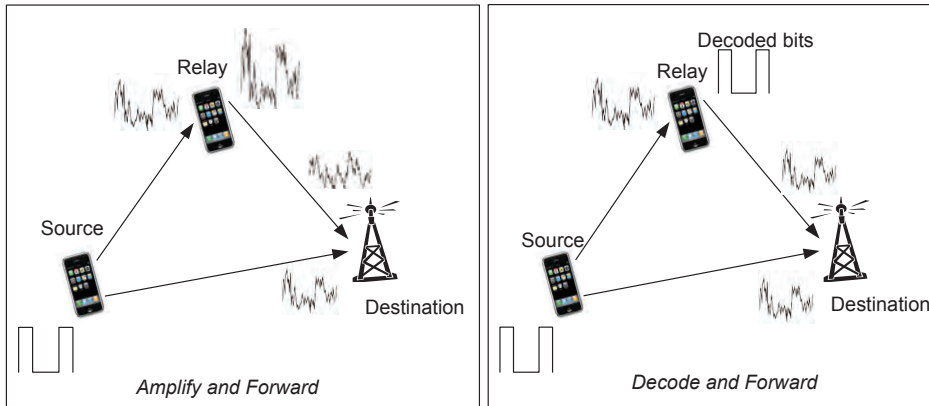 Relay
Source
Destination
Amplify and Forward
Decoded bits
Relay
Source
Destination
Decode and Forward